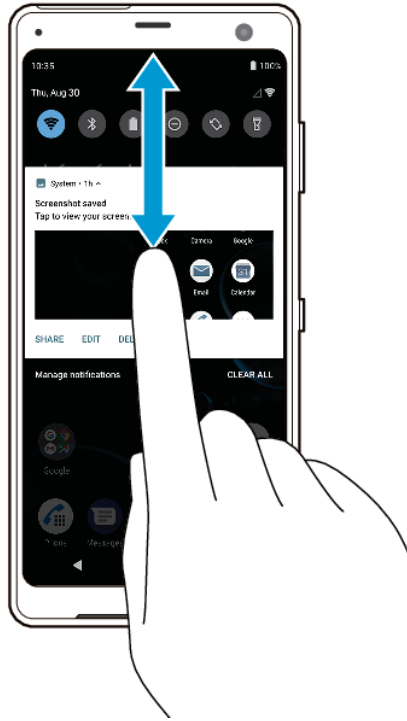 10:35
100%
Thu, Aug 30
System • 1h
Screenshot saved
Tap to view your screen
Camera Google
Email Calendar
SHARE EDIT
Manage notifications CLEAR ALL
Google
Messages